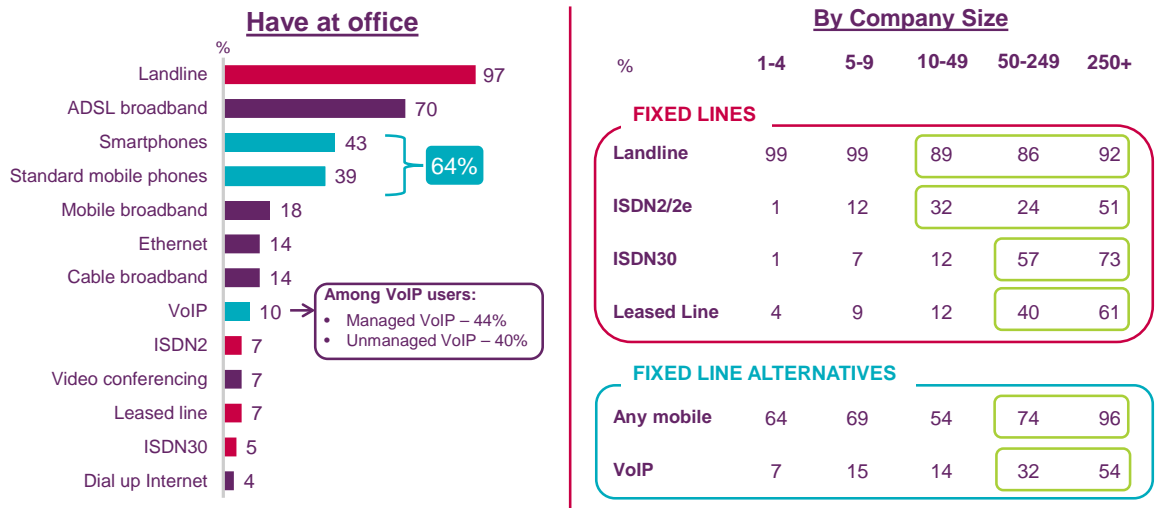 Have at office
%
Landline 97
ADSL broadband 70
Smartphones 43
Standard mobile phones 39
64%
Mobile broadband 18
Ethernet 14
Cable broadband 14
VoIP 10
Among VoIP users:
• Managed VoIP – 44%
• Unmanaged VoIP – 40%
ISDN2 7
Video conferencing 7
Leased line 7
ISDN30 5
Dial up Internet 4
By Company Size
% 1-4 5-9 10-49 50-249 250+
FIXED LINES
Landline 99 99 89 86 92
ISDN2/2e 1 12 32 24 51
ISDN30 1 7 12 57 73
Leased Line 4 9 12 40 61
FIXED LINE ALTERNATIVES
Any mobile 64 69 54 74 96
VoIP 7 15 14 32 54